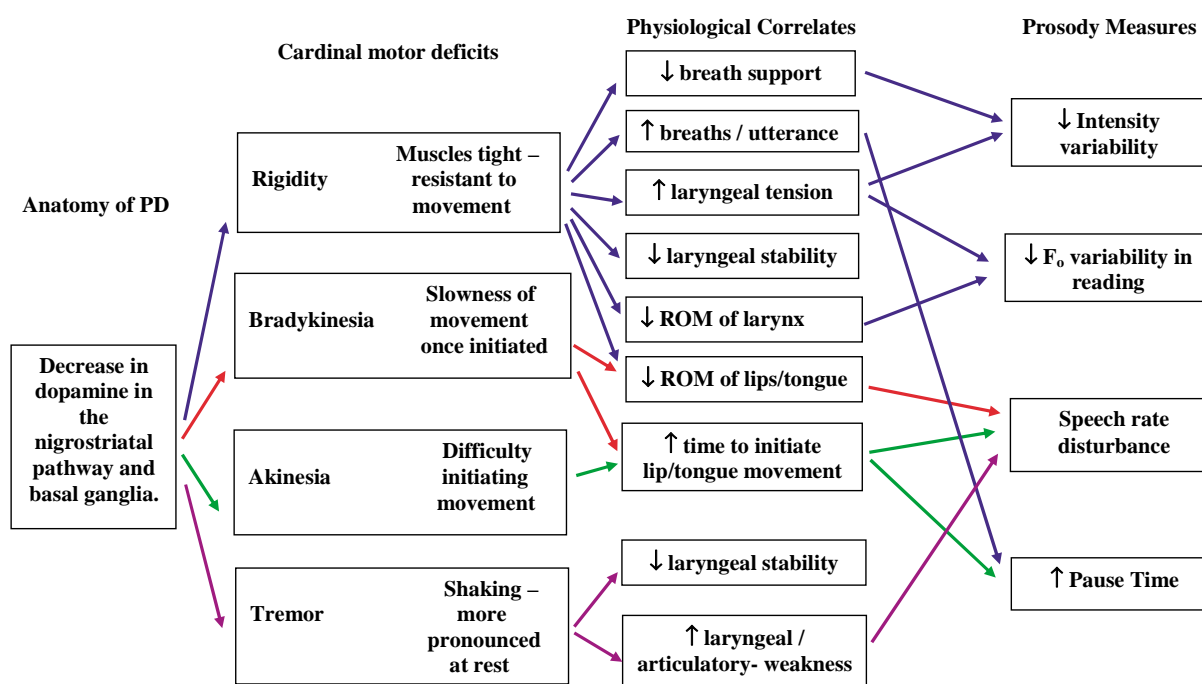 Physiological Correlates
Prosody Measures
Cardinal motor deficits
Anatomy of PD
Decrease in
dopamine in
the
nigrostriatal
pathway and
basal ganglia.
Rigidity
Muscles tight –
resistant to
movement
Bradykinesia
Slowness of
movement
once initiated
Akinesia
Difficulty
initiating
movement
Tremor
Shaking –
more
pronounced
at rest
↓ breath support
↑ breaths / utterance
↑ laryngeal tension
↓ laryngeal stability
↓ ROM of larynx
↓ ROM of lips/tongue
↑ time to initiate
lip/tongue movement
↓ laryngeal stability
↑ laryngeal /
articulatory- weakness
↓ Intensity
variability
↓ Fₒ variability in
reading
Speech rate
disturbance
↑ Pause Time